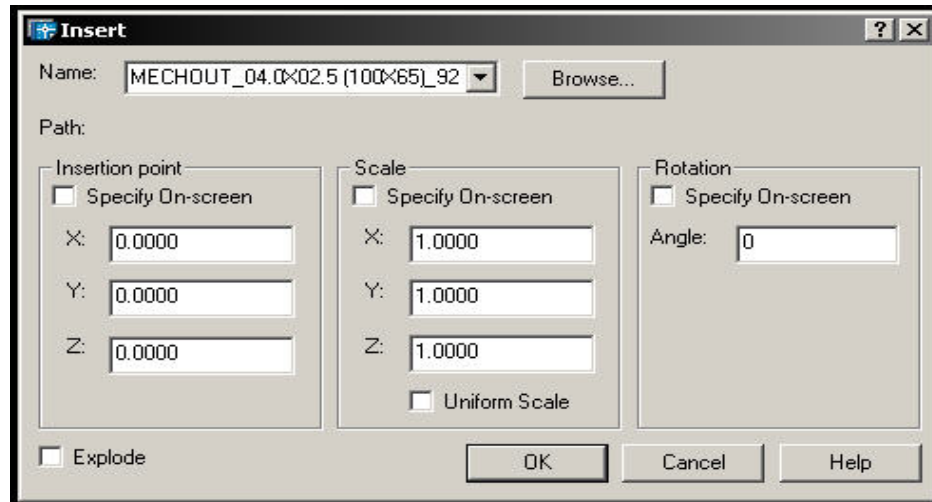 Insert
Name: MECHOUT_04.0X02.5 (100X65)_92 Browse...
Path:
Insertion point Scale Rotation
Specify On-screen Specify On-screen Specify On-screen
X: 0.0000 X: 1.0000 Angle: 0
Y: 0.0000 Y: 1.0000
Z: 0.0000 Z: 1.0000
Uniform Scale
Explode OK Cancel Help